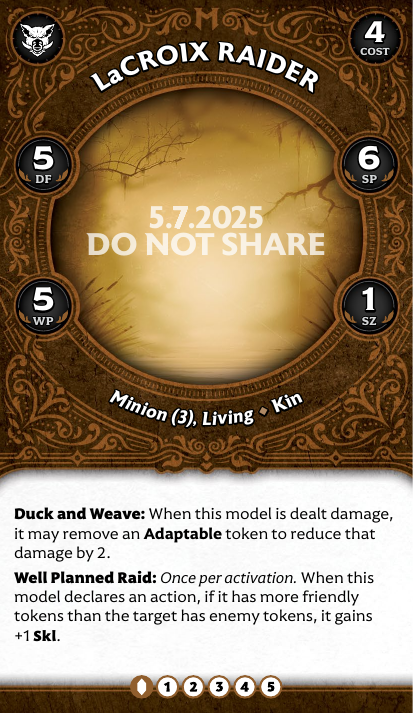 M
4
COST
LaCROIX RAIDER
5
DF
6
SP
5.7.2025
DO NOT SHARE
5
WP
1
SZ
Minion (3), Living ⬥ Kin
Duck and Weave: When this model is dealt damage,
it may remove an Adaptable token to reduce that
damage by 2.
Well Planned Raid: Once per activation. When this
model declares an action, if it has more friendly
tokens than the target has enemy tokens, it gains
+1 Skl.
1 2 3 4 5